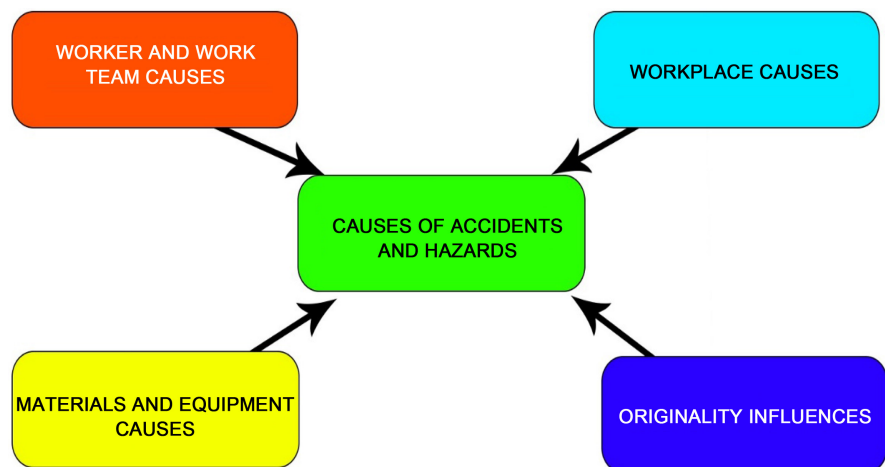 WORKER AND WORK
TEAM CAUSES
WORKPLACE CAUSES
CAUSES OF ACCIDENTS
AND HAZARDS
MATERIALS AND EQUIPMENT
CAUSES
ORIGINALITY INFLUENCES